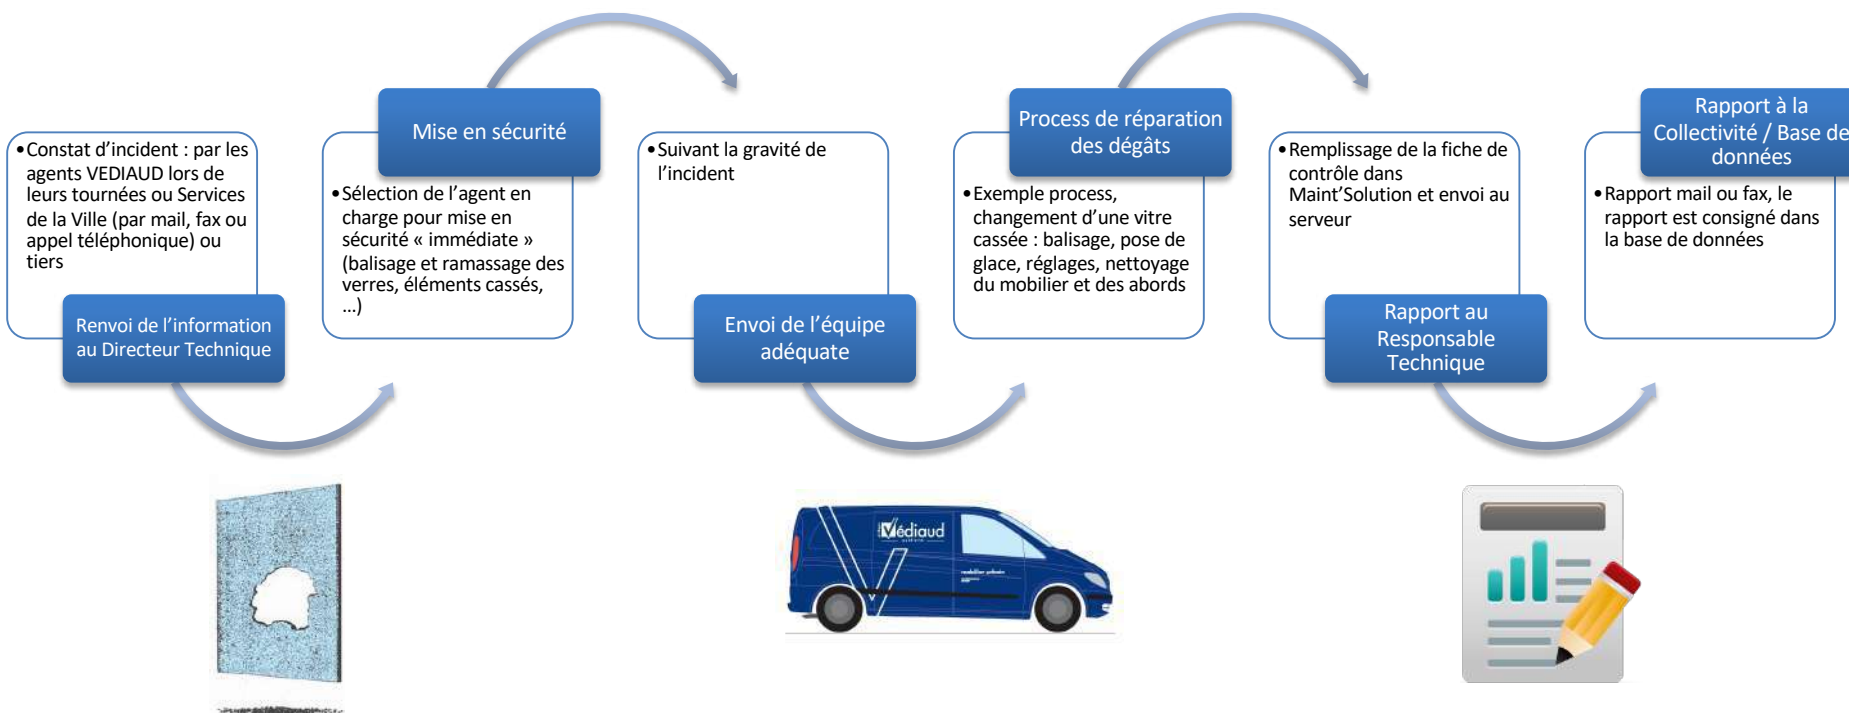 •Constat d’incident : par les
agents VEDIAUD lors de
leurs tournées ou Services
de la Ville (par mail, fax ou
appel téléphonique) ou
tiers
Renvoi de l’information
au Directeur Technique
Mise en sécurité
•Sélection de l’agent en
charge pour mise en
sécurité « immédiate »
(balisage et ramassage des
verres, éléments cassés,
…)
•Suivant la gravité de
l’incident
Envoi de l’équipe
adéquate
Process de réparation
des dégâts
•Exemple process,
changement d’une vitre
cassée : balisage, pose de
glace, réglages, nettoyage
du mobilier et des abords
•Remplissage de la fiche de
contrôle dans
Maint’Solution et envoi au
serveur
Rapport au
Responsable
Technique
Rapport à la
Collectivité / Base de
données
•Rapport mail ou fax, le
rapport est consigné dans
la base de données
Védiaud